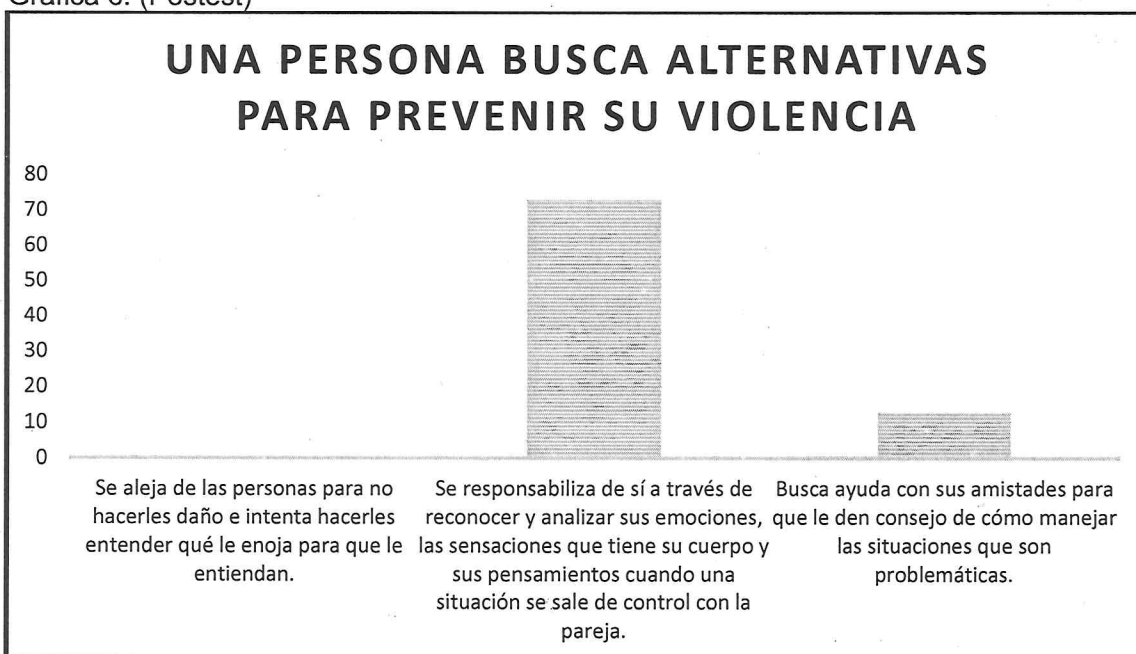 Gráfica 6. (Postest)
UNA PERSONA BUSCA ALTERNATIVAS
PARA PREVENIR SU VIOLENCIA
80
70
60
50
40
30
20
10
0
Se aleja de las personas para no
hacerles daño e intenta hacerles
entender qué le enoja para que le
entiendan.
Se responsabiliza de sí a través de
reconocer y analizar sus emociones,
las sensaciones que tiene su cuerpo y
sus pensamientos cuando una
situación se sale de control con la
pareja.
Busca ayuda con sus amistades para
que le den consejo de cómo manejar
las situaciones que son
problemáticas.